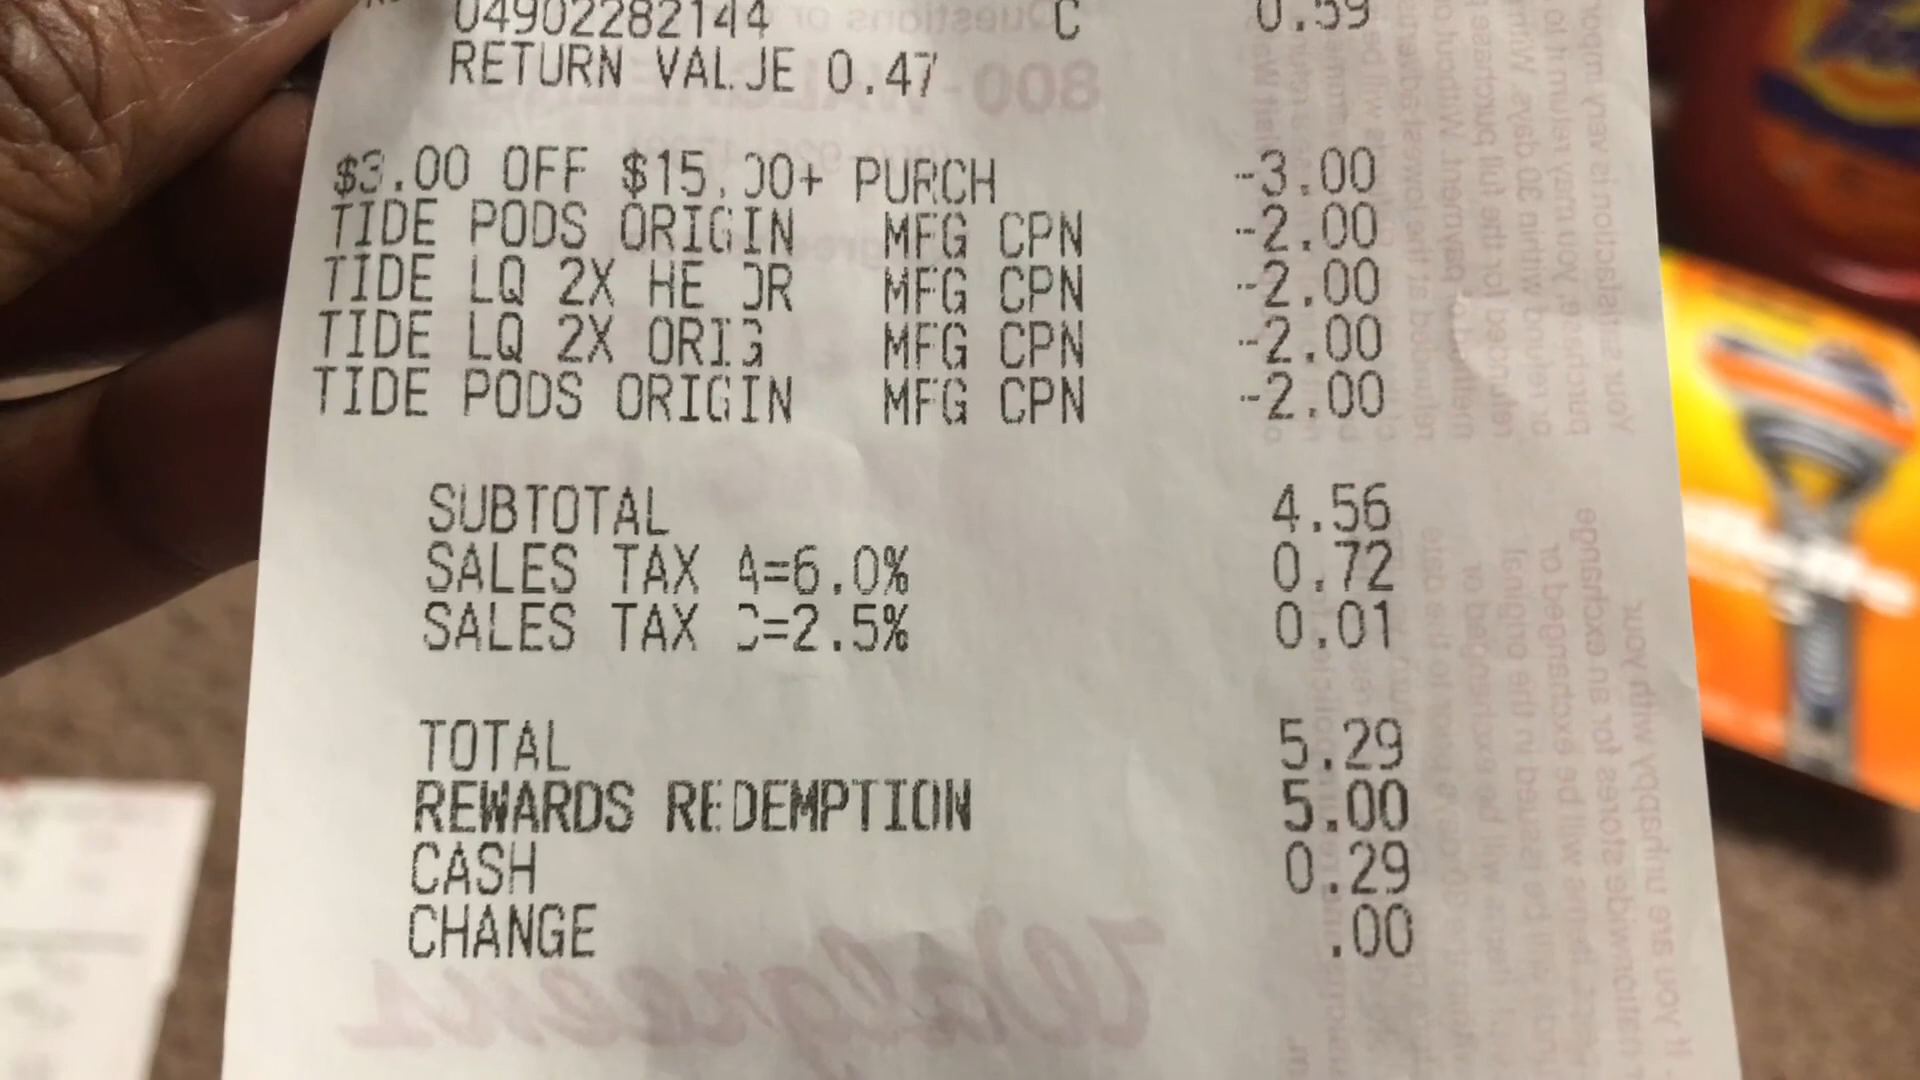 04902282144 C 0.59
RETURN VALUE 0.47
$3.00 OFF $15.00+ PURCH -3.00
TIDE PODS ORIGIN MFG CPN -2.00
TIDE LQ 2X HE OR MFG CPN -2.00
TIDE LQ 2X ORIG MFG CPN -2.00
TIDE PODS ORIGIN MFG CPN -2.00
SUBTOTAL 4.56
SALES TAX A=6.0% 0.72
SALES TAX C=2.5% 0.01
TOTAL 5.29
REWARDS REDEMPTION 5.00
CASH 0.29
CHANGE .00
Walgreens